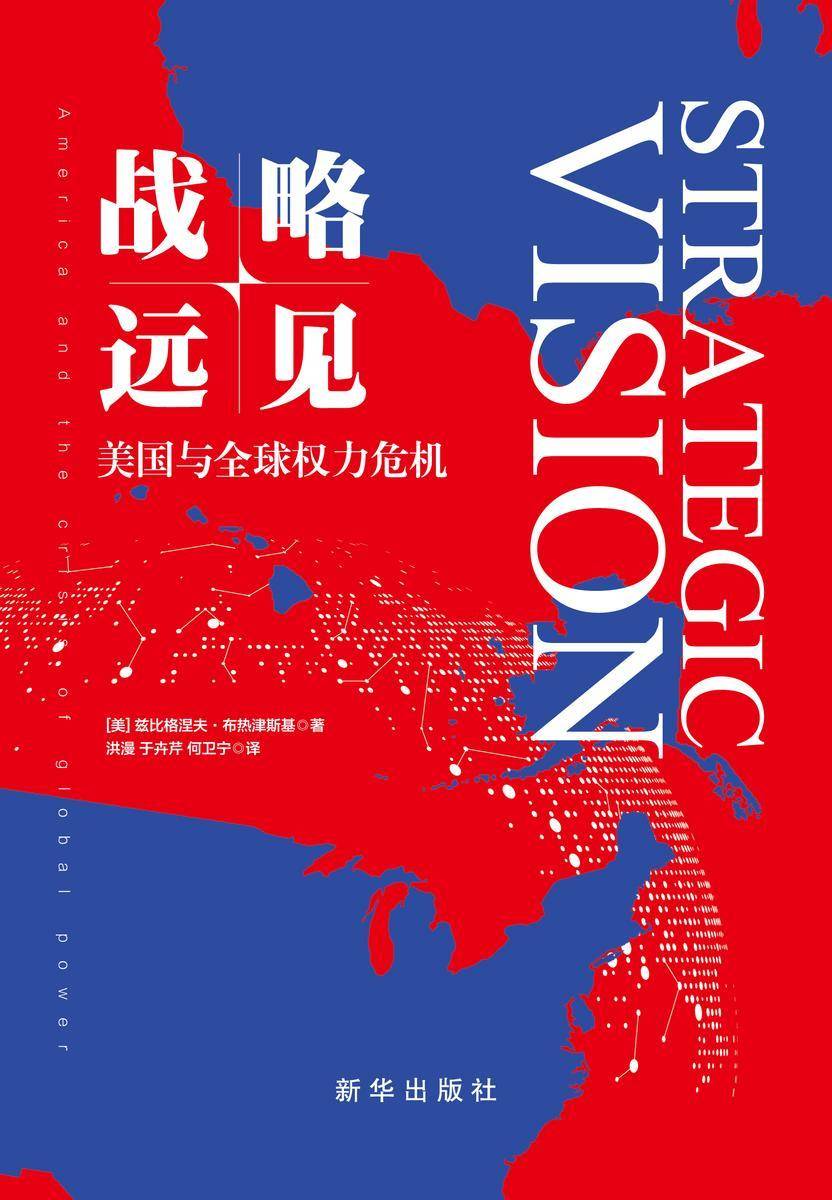 战略
远见
美国与全球权力危机
STRATEGIC
VISION
America and the crisis of global power
[美] 兹比格涅夫·布热津斯基◎著
洪漫 于卉芹 何卫宁◎译
新华出版社